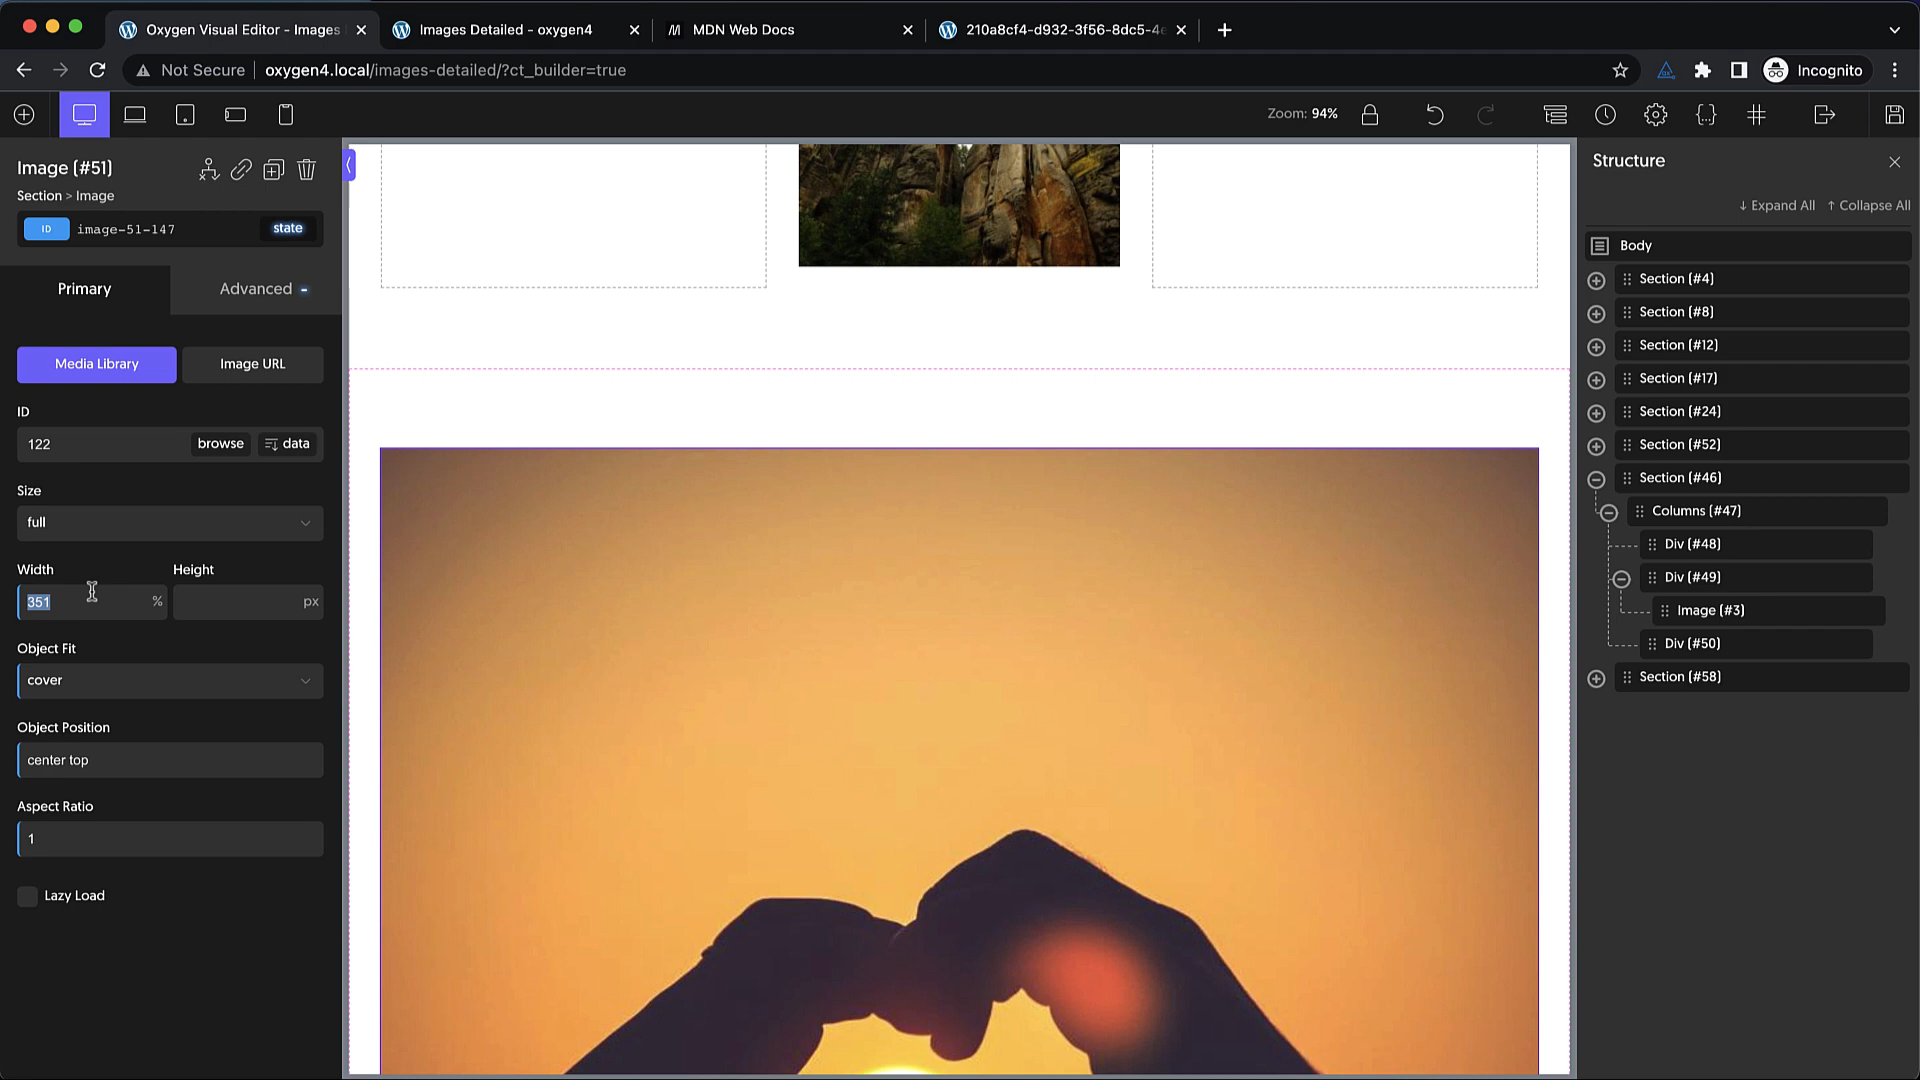 Oxygen Visual Editor - Images
Images Detailed - oxygen4
MDN Web Docs
210a8cf4-d932-3f56-8dc5-4e
Not Secure
oxygen4.local/images-detailed/?ct_builder=true
Incognito
Zoom: 94%
Image (#51)
Section > Image
ID
image-51-147
state
Primary
Advanced
Media Library
Image URL
ID
122
browse
data
Size
full
Width
Height
351
%
px
Object Fit
cover
Object Position
center top
Aspect Ratio
1
Lazy Load
Structure
Expand All
Collapse All
Body
Section (#4)
Section (#8)
Section (#12)
Section (#17)
Section (#24)
Section (#52)
Section (#46)
Columns (#47)
Div (#48)
Div (#49)
Image (#3)
Div (#50)
Section (#58)